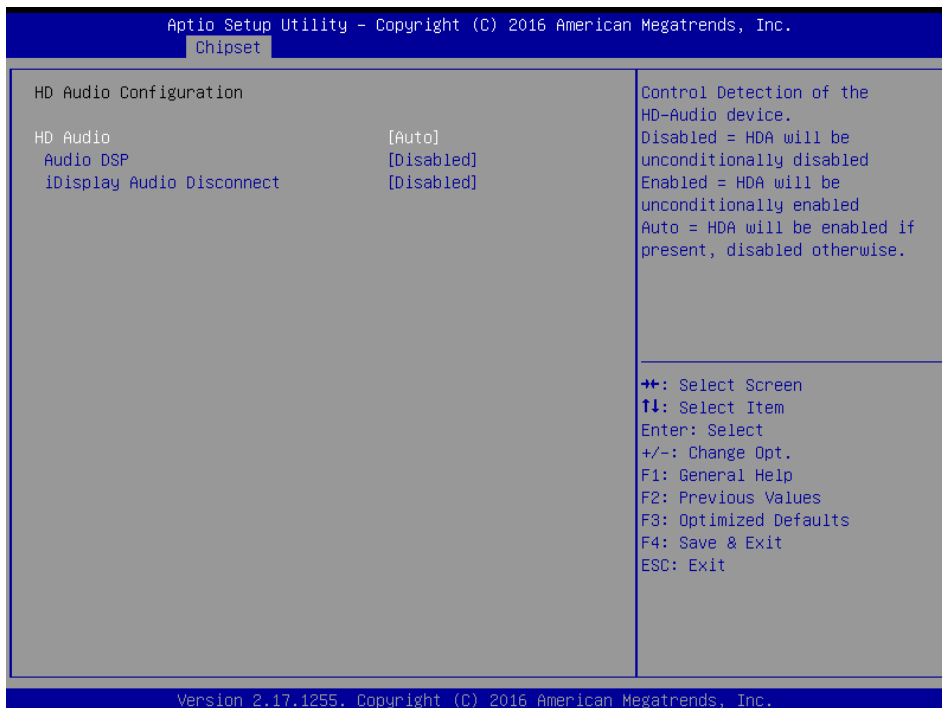 Aptio Setup Utility – Copyright (C) 2016 American Megatrends, Inc.
Chipset
HD Audio Configuration
HD Audio [Auto]
Audio DSP [Disabled]
iDisplay Audio Disconnect [Disabled]
Control Detection of the
HD-Audio device.
Disabled = HDA will be
unconditionally disabled
Enabled = HDA will be
unconditionally enabled
Auto = HDA will be enabled if
present, disabled otherwise.
→←: Select Screen
↑↓: Select Item
Enter: Select
+/-: Change Opt.
F1: General Help
F2: Previous Values
F3: Optimized Defaults
F4: Save & Exit
ESC: Exit
Version 2.17.1255. Copyright (C) 2016 American Megatrends, Inc.